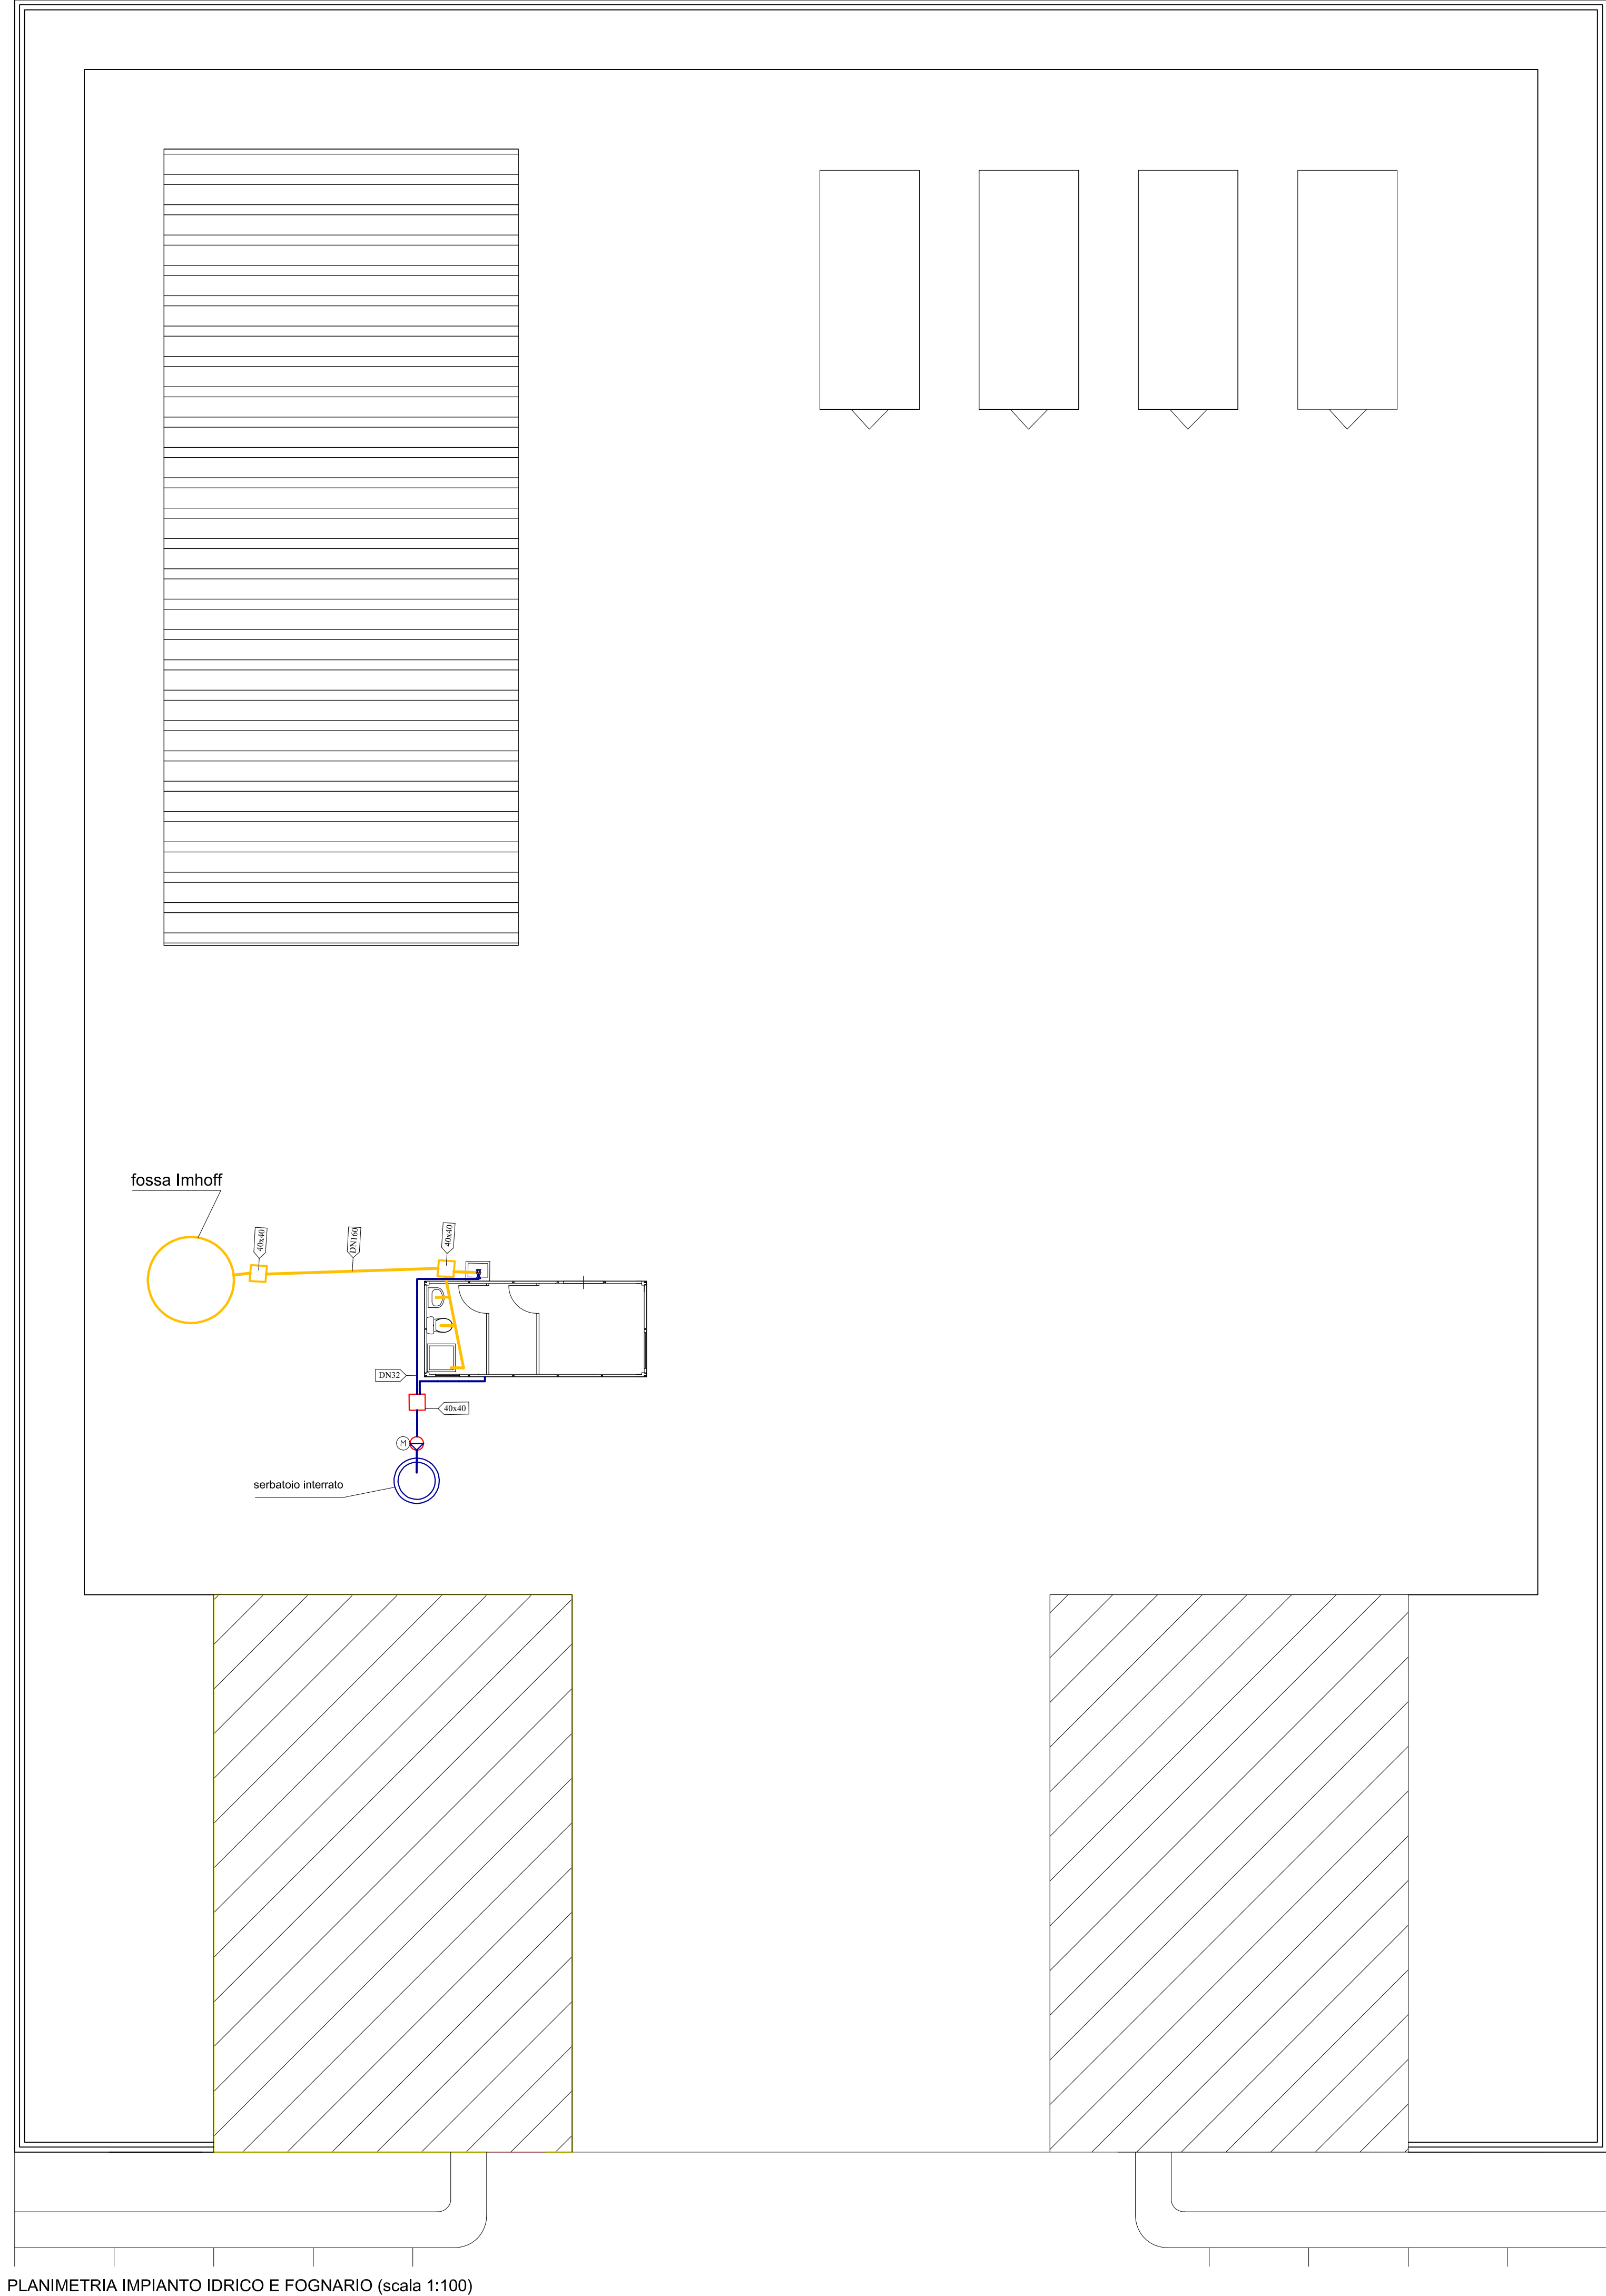 fossa Imhoff
40x40
DN160
40x40
DN32
40x40
M
serbatoio interrato
PLANIMETRIA IMPIANTO IDRICO E FOGNARIO (scala 1:100)